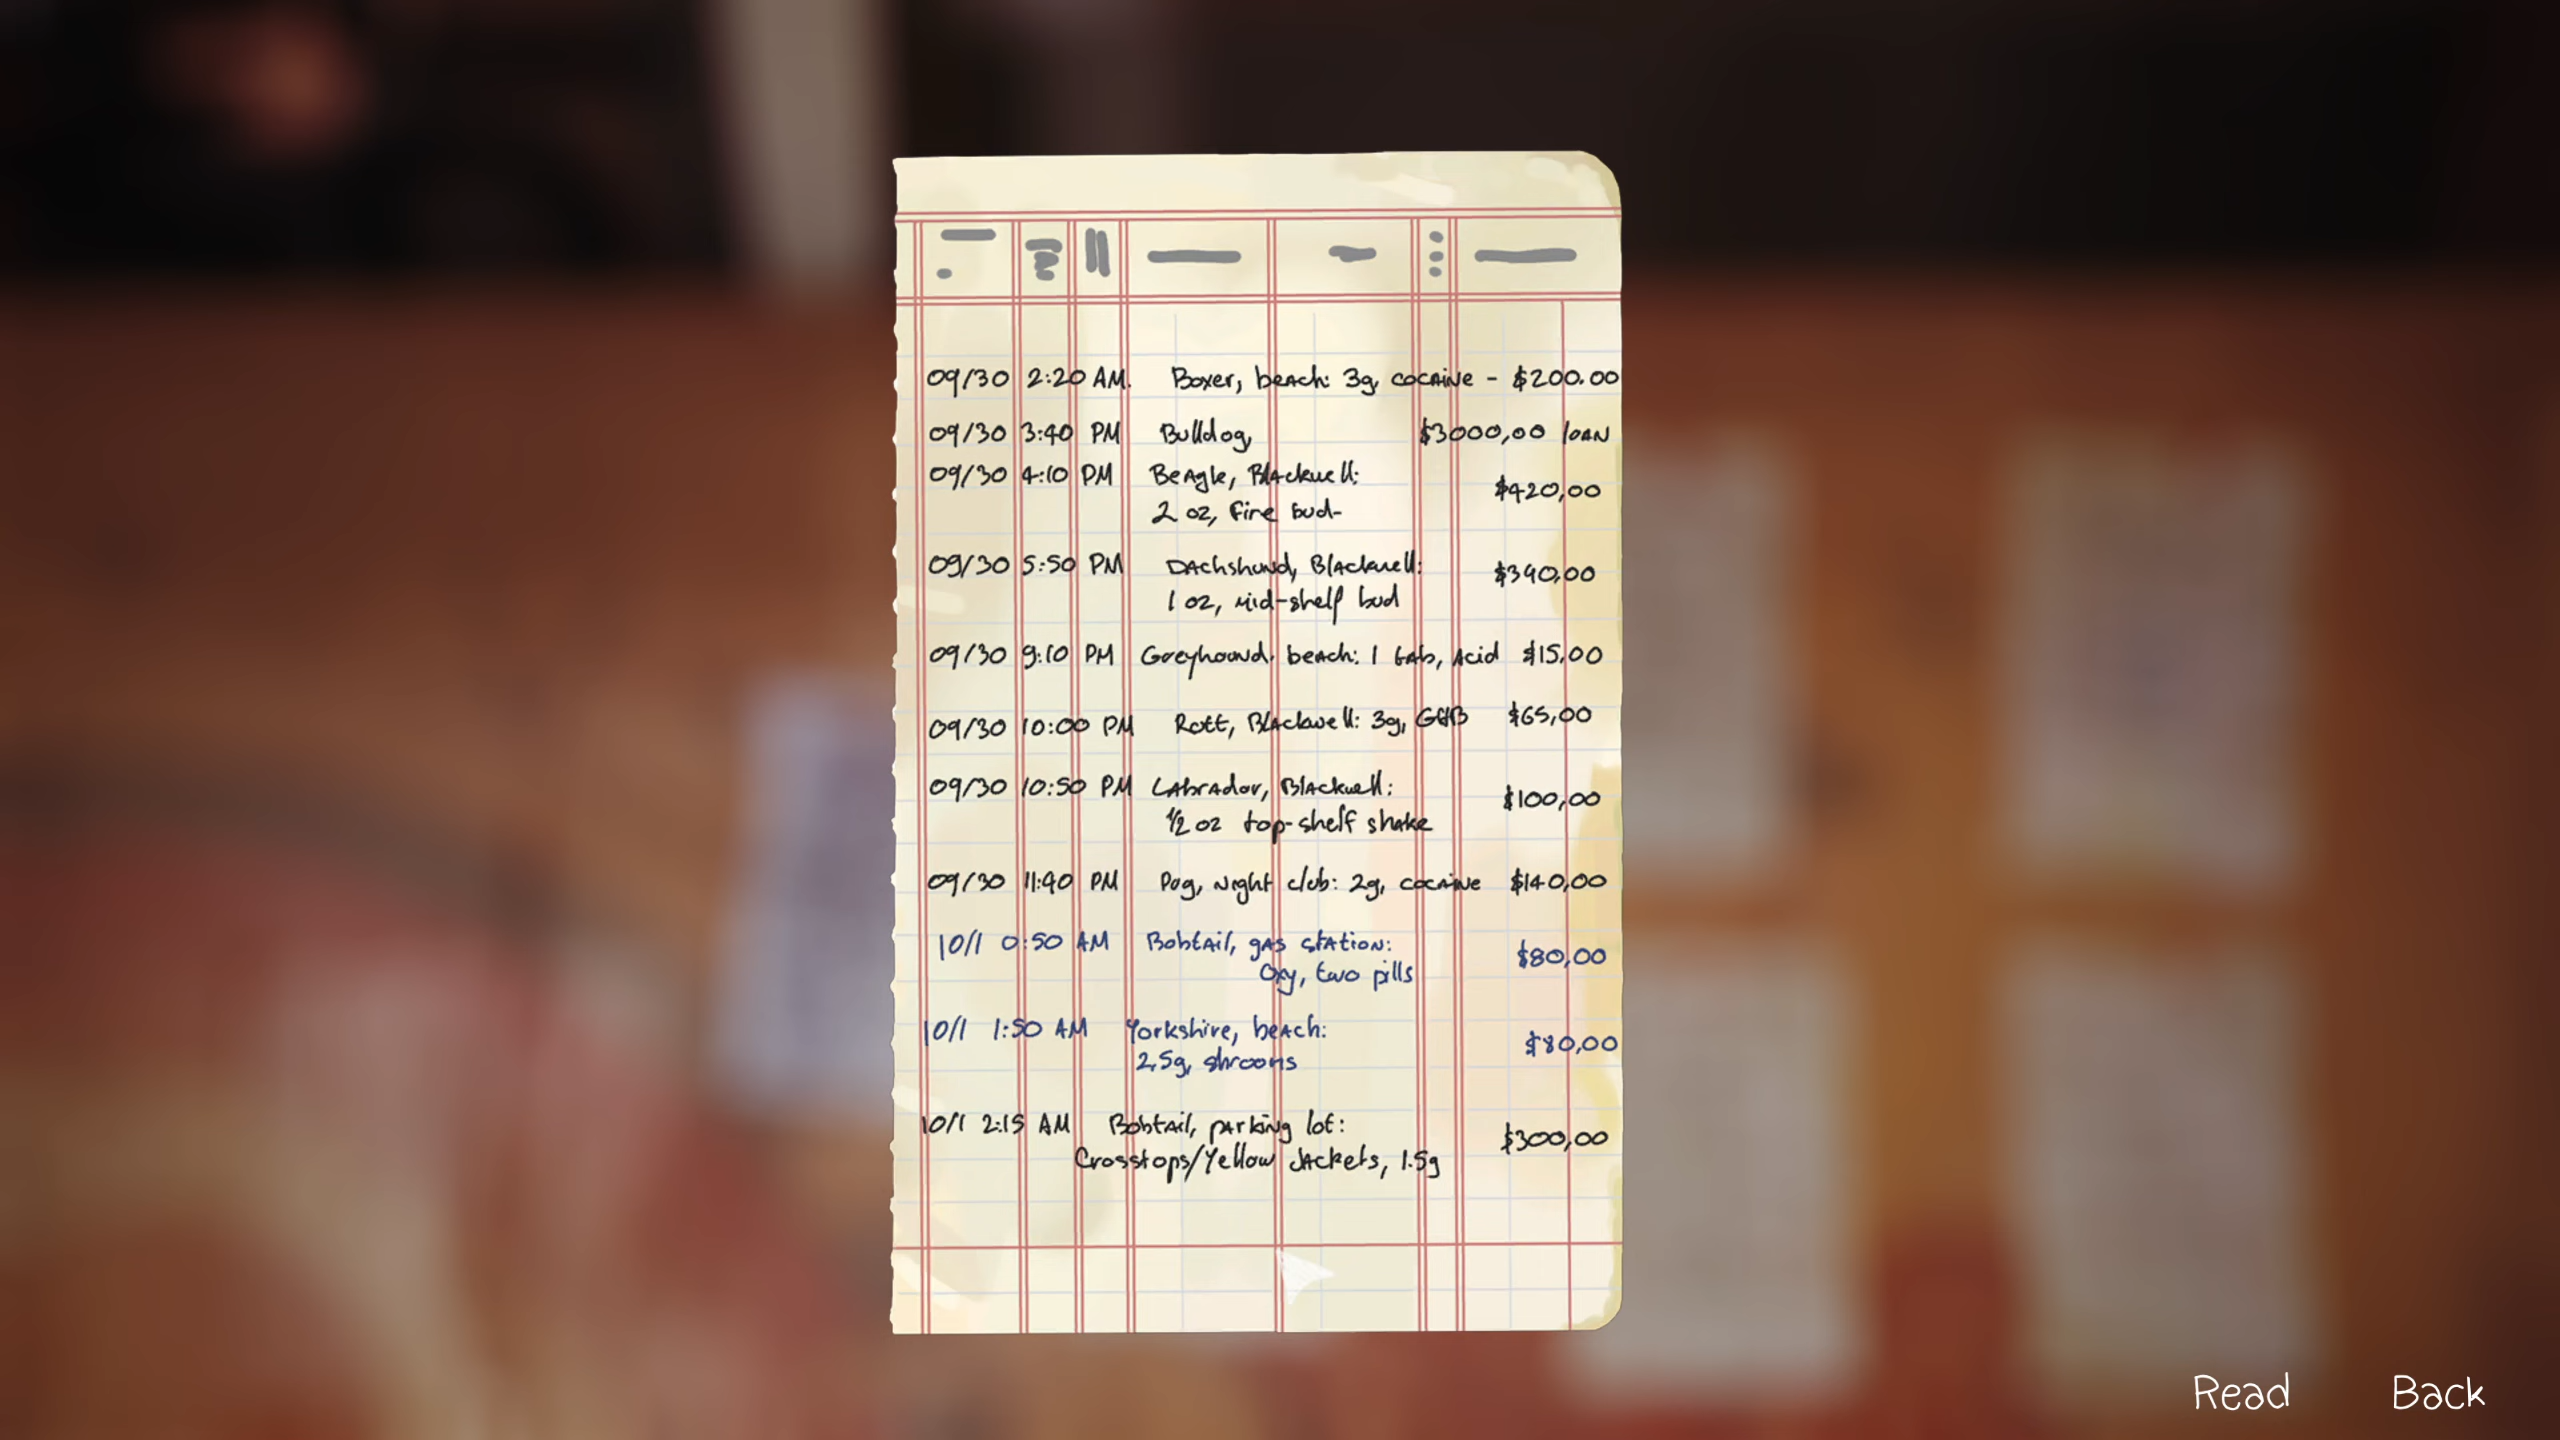 09/30 2:20 AM. Boxer, beach: 3g, cocaine - $200.00
09/30 3:40 PM Bulldog, $3000,00 loan
09/30 4:10 PM Beagle, Blackwell:
2 oz, fine bud- $420,00
09/30 5:50 PM Dachshund, Blackwell: $340,00
1 oz, mid-shelf bud
09/30 9:10 PM Greyhound, beach: 1 tab, acid $15,00
09/30 10:00 PM Rott, Blackwell: 3g, GHB $65,00
09/30 10:50 PM Labrador, Blackwell: $100,00
1/2 oz top-shelf shake
09/30 11:40 PM Pug, night club: 2g, cocaine $140,00
10/1 0:50 AM Bobtail, gas station: $80,00
Oxy, two pills
10/1 1:50 AM Yorkshire, beach: $80,00
2,5g, shrooms
10/1 2:15 AM Bobtail, parking lot: $300,00
Crosstops/Yellow Jackets, 1.5g
Read Back